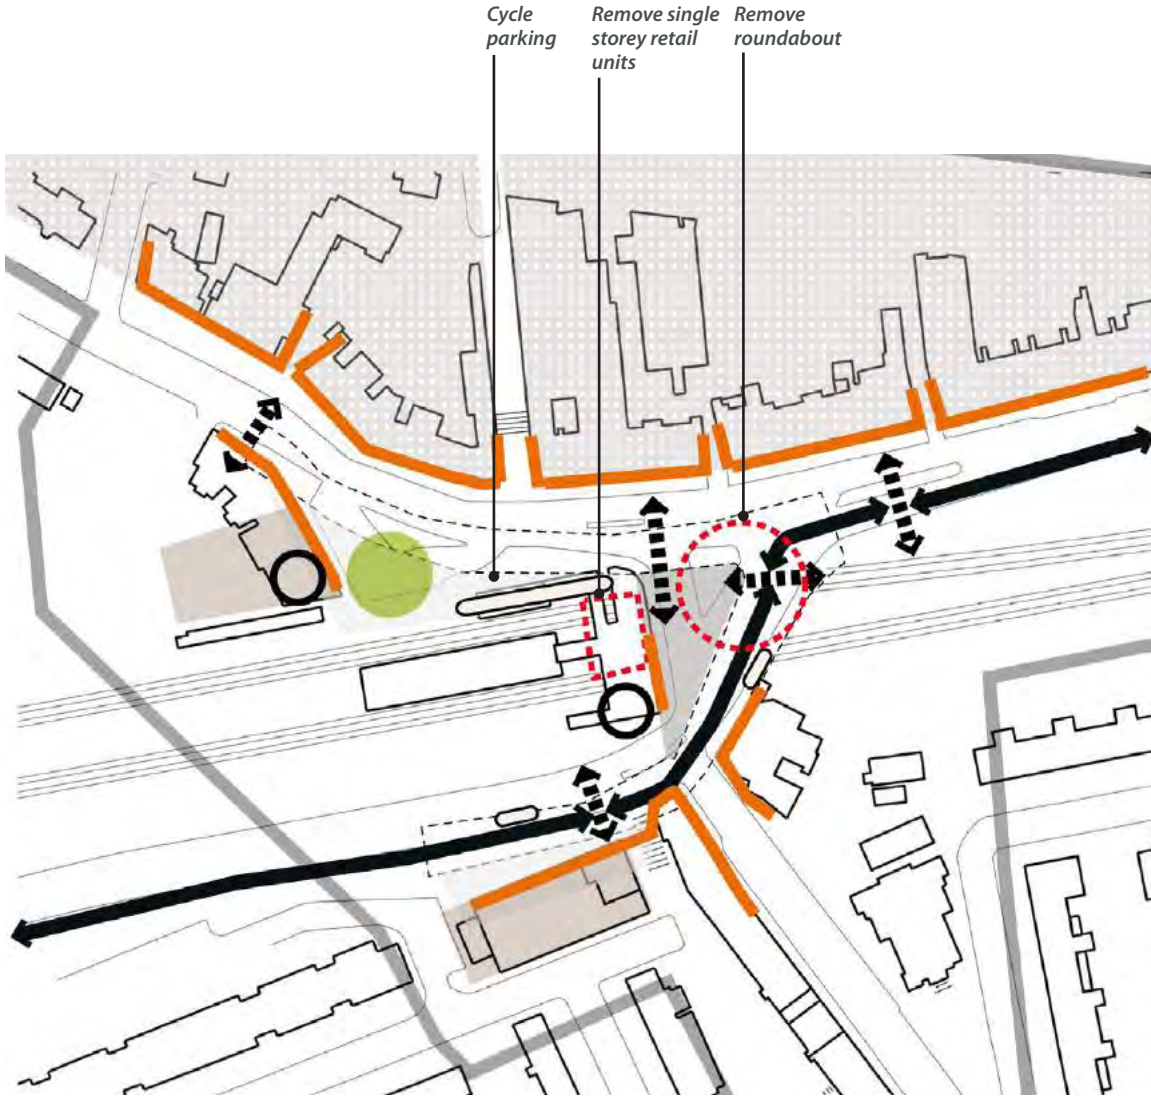 Cycle
parking
Remove single
storey retail
units
Remove
roundabout